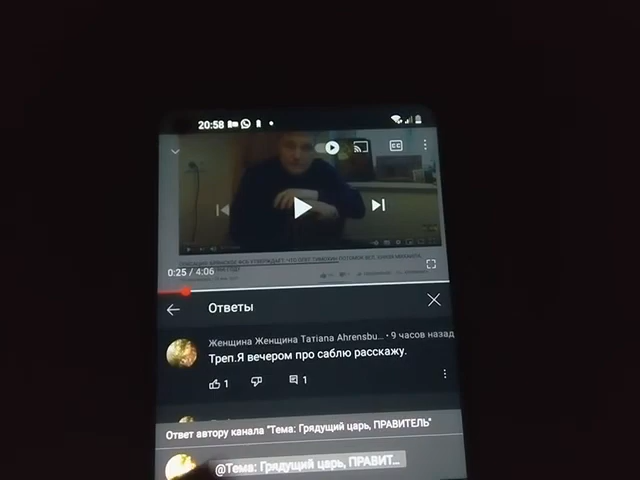 20:58
CC
0:25 / 4:06
Ответы
Женщина Женщина Tatiana Ahrensbu... • 9 часов назад
Треп.Я вечером про саблю расскажу.
1
1
Ответ автору канала "Тема: Грядущий царь, ПРАВИТЕЛЬ"
@Тема: Грядущий царь, ПРАВИТ...